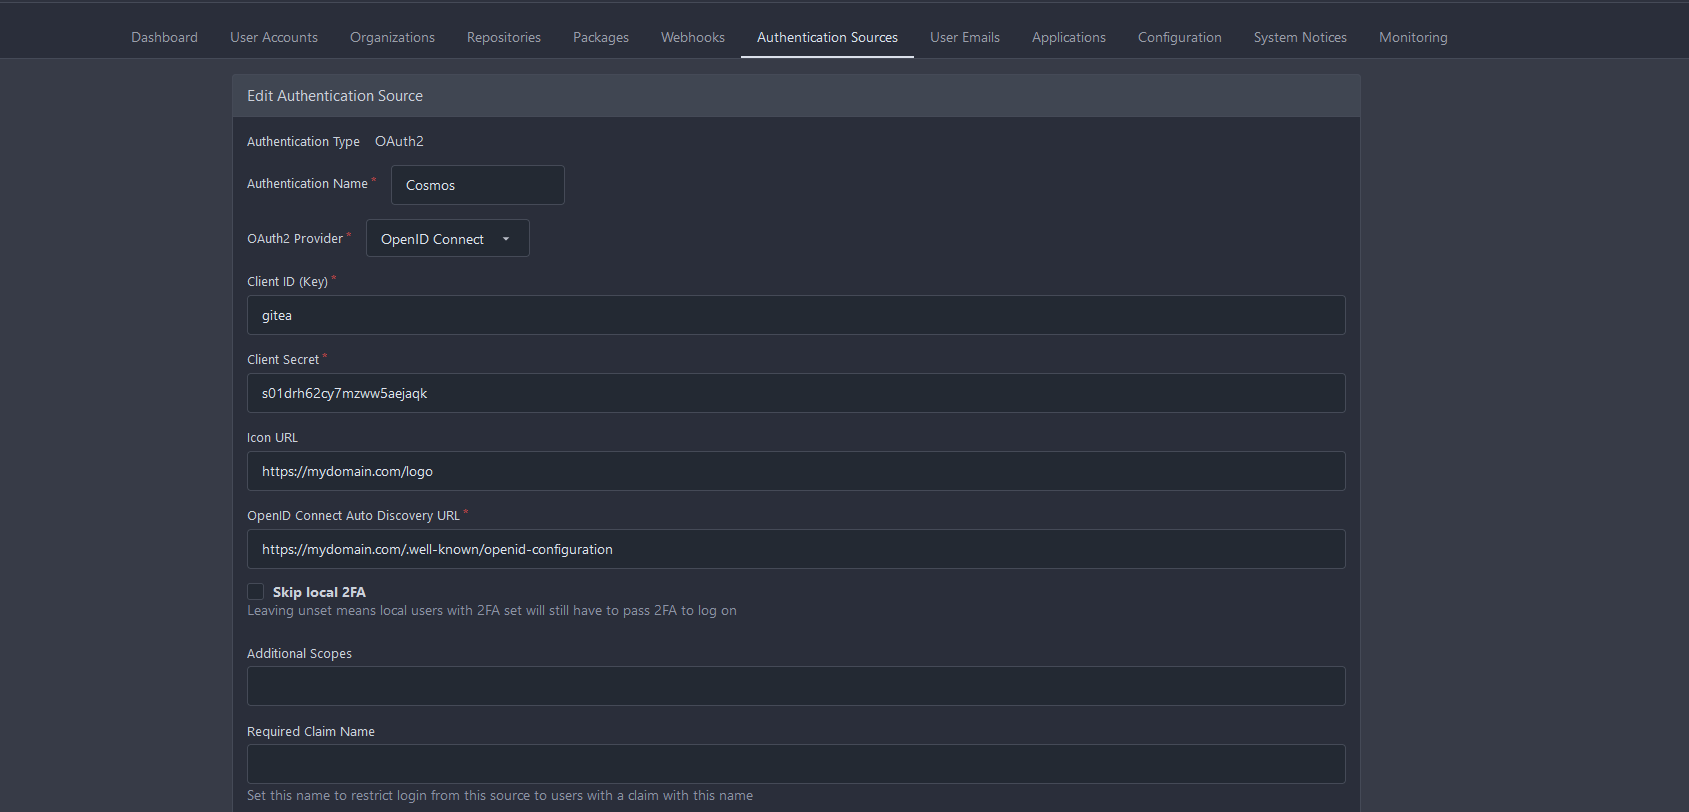 Dashboard User Accounts Organizations Repositories Packages Webhooks Authentication Sources User Emails Applications Configuration System Notices Monitoring
Edit Authentication Source
Authentication Type OAuth2
Authentication Name * Cosmos
OAuth2 Provider * OpenID Connect
Client ID (Key) *
gitea
Client Secret *
s01drh62cy7mzww5aejaqk
Icon URL
https://mydomain.com/logo
OpenID Connect Auto Discovery URL *
https://mydomain.com/.well-known/openid-configuration
Skip local 2FA
Leaving unset means local users with 2FA set will still have to pass 2FA to log on
Additional Scopes
Required Claim Name
Set this name to restrict login from this source to users with a claim with this name